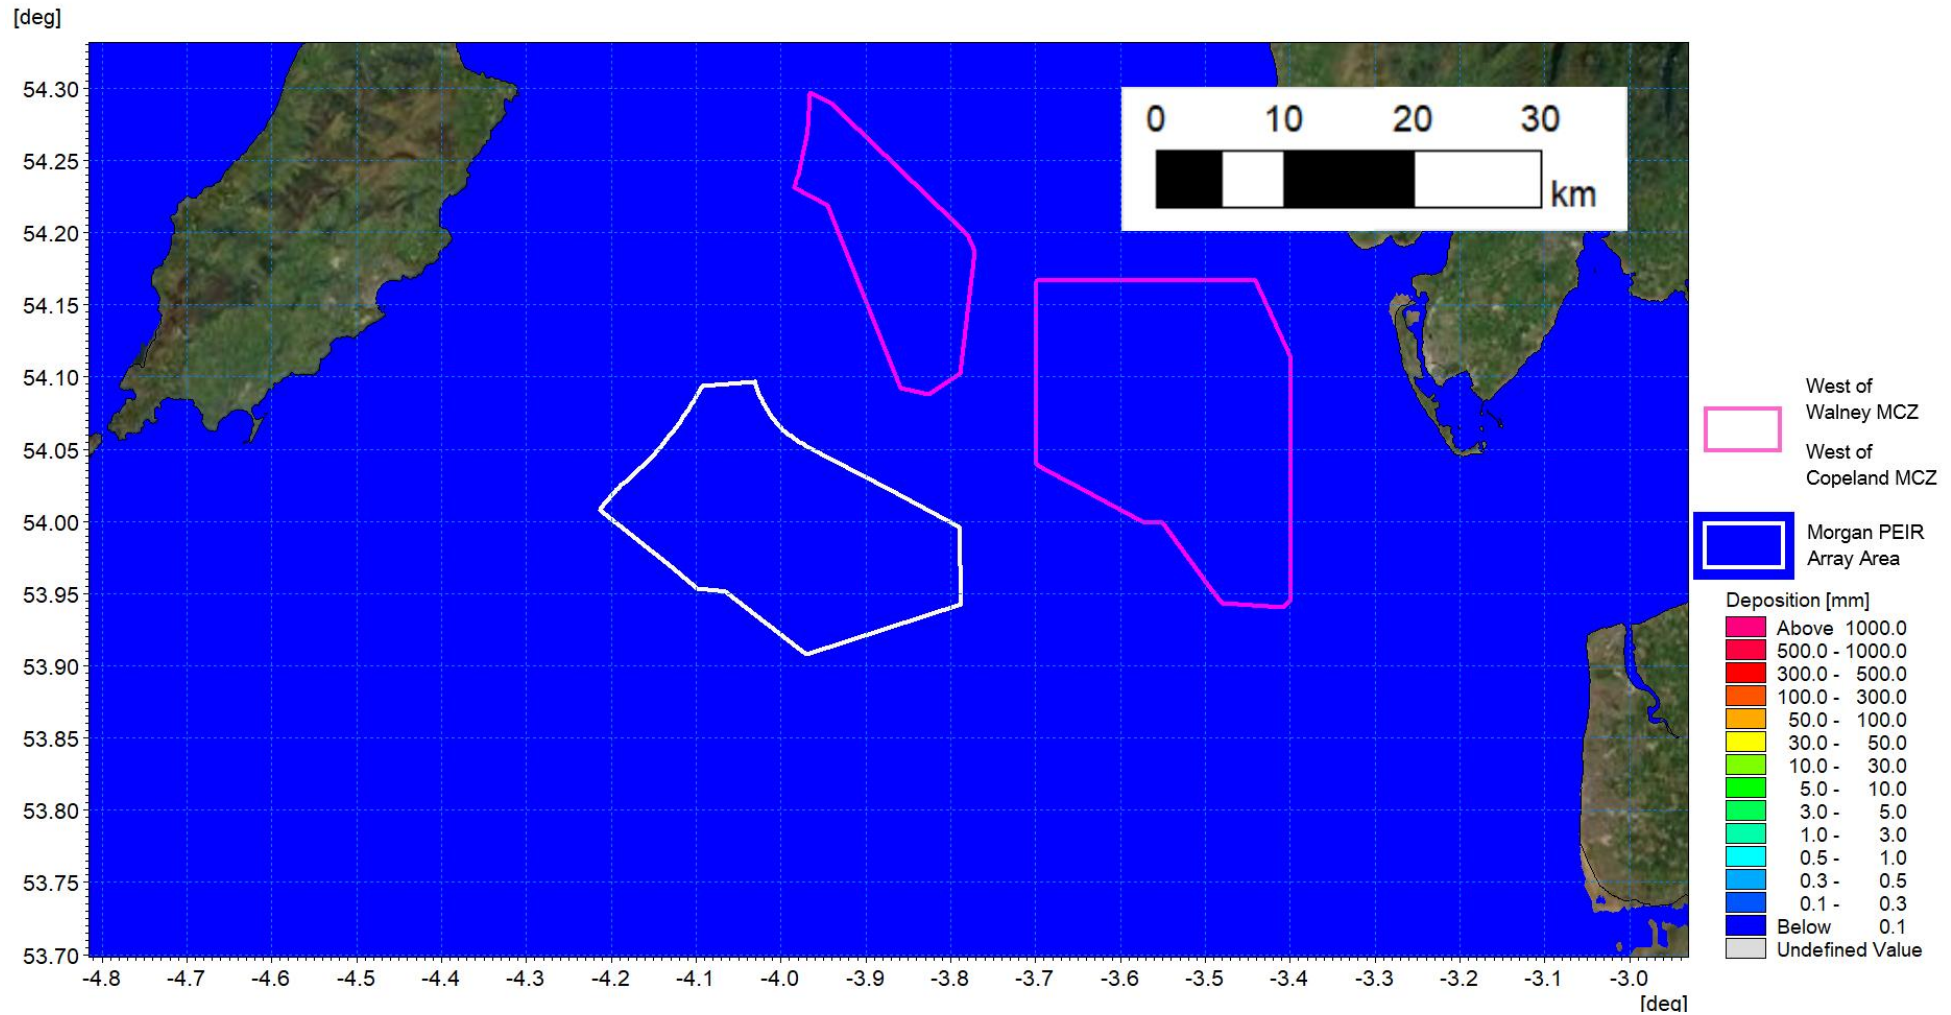 [deg]
54.30
54.25
54.20
54.15
54.10
54.05
54.00
53.95
53.90
53.85
53.80
53.75
53.70
-4.8 -4.7 -4.6 -4.5 -4.4 -4.3 -4.2 -4.1 -4.0 -3.9 -3.8 -3.7 -3.6 -3.5 -3.4 -3.3 -3.2 -3.1 -3.0
[deg]
0 10 20 30
km
West of
Walney MCZ
West of
Copeland MCZ
Morgan PEIR
Array Area
Deposition [mm]
Above 1000.0
500.0 - 1000.0
300.0 - 500.0
100.0 - 300.0
50.0 - 100.0
30.0 - 50.0
10.0 - 30.0
5.0 - 10.0
3.0 - 5.0
1.0 - 3.0
0.5 - 1.0
0.3 - 0.5
0.1 - 0.3
Below 0.1
Undefined Value